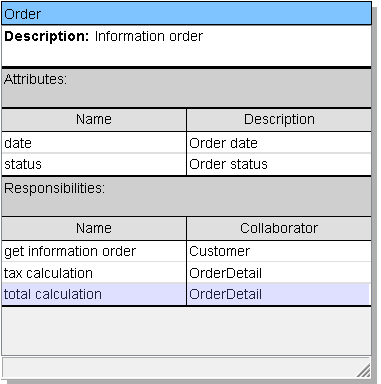 Order
Description: Information order
Attributes:
Name Description
date Order date
status Order status
Responsibilities:
Name Collaborator
get information order Customer
tax calculation OrderDetail
total calculation OrderDetail